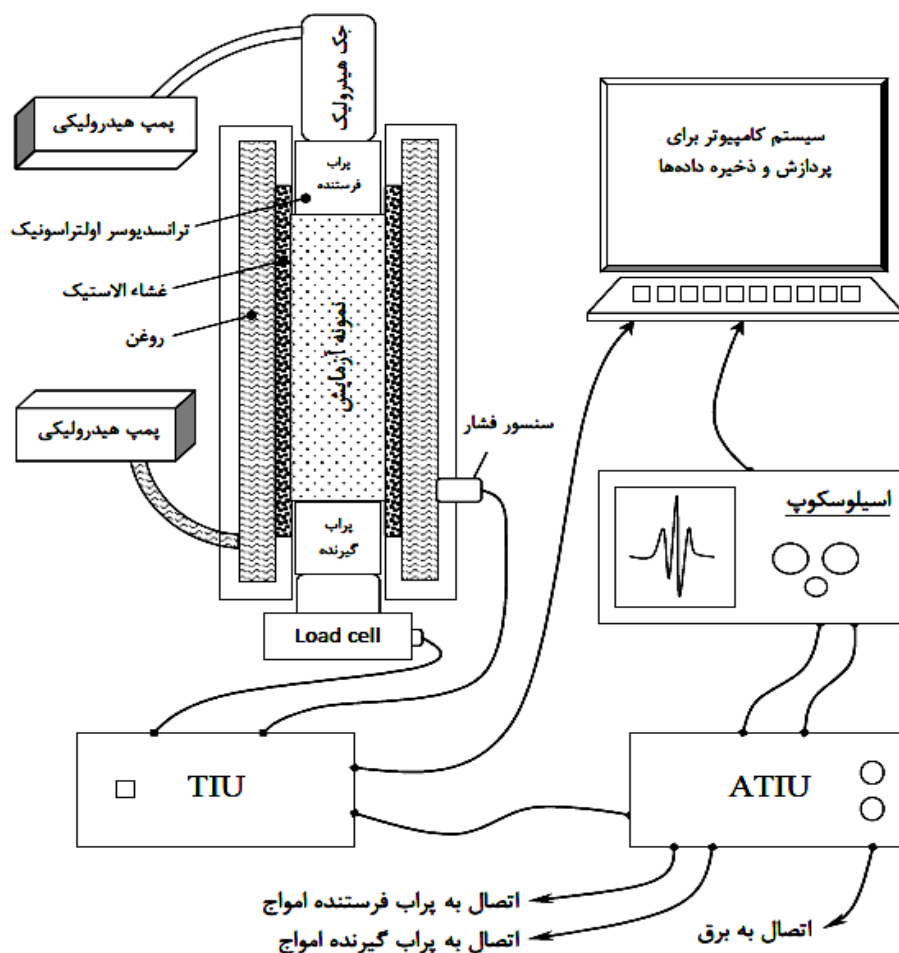 جک هیدرولیک
پمپ هیدرولیکی
سیستم کامپیوتر برای
پردازش و ذخیره داده‌ها
پراب
فرستنده
ترانسدیوسر اولتراسونیک
غشاء الاستیک
روغن
نمونه آزمایش
پمپ هیدرولیکی
سنسور فشار
اسیلوسکوپ
پراب
گیرنده
Load cell
TIU
ATIU
اتصال به پراب فرستنده امواج
اتصال به پراب گیرنده امواج
اتصال به برق